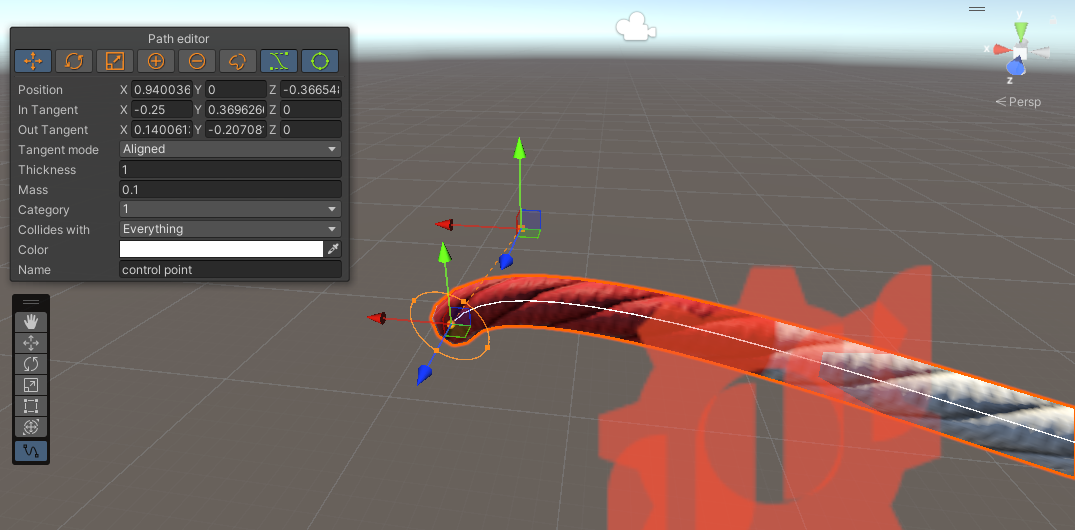 Path editor
Position X 0.940036 Y 0 Z -0.36654
In Tangent X -0.25 Y 0.369626 Z 0
Out Tangent X 0.140061 Y -0.20708 Z 0
Tangent mode Aligned
Thickness 1
Mass 0.1
Category 1
Collides with Everything
Color
Name control point
y
x
z
< Persp